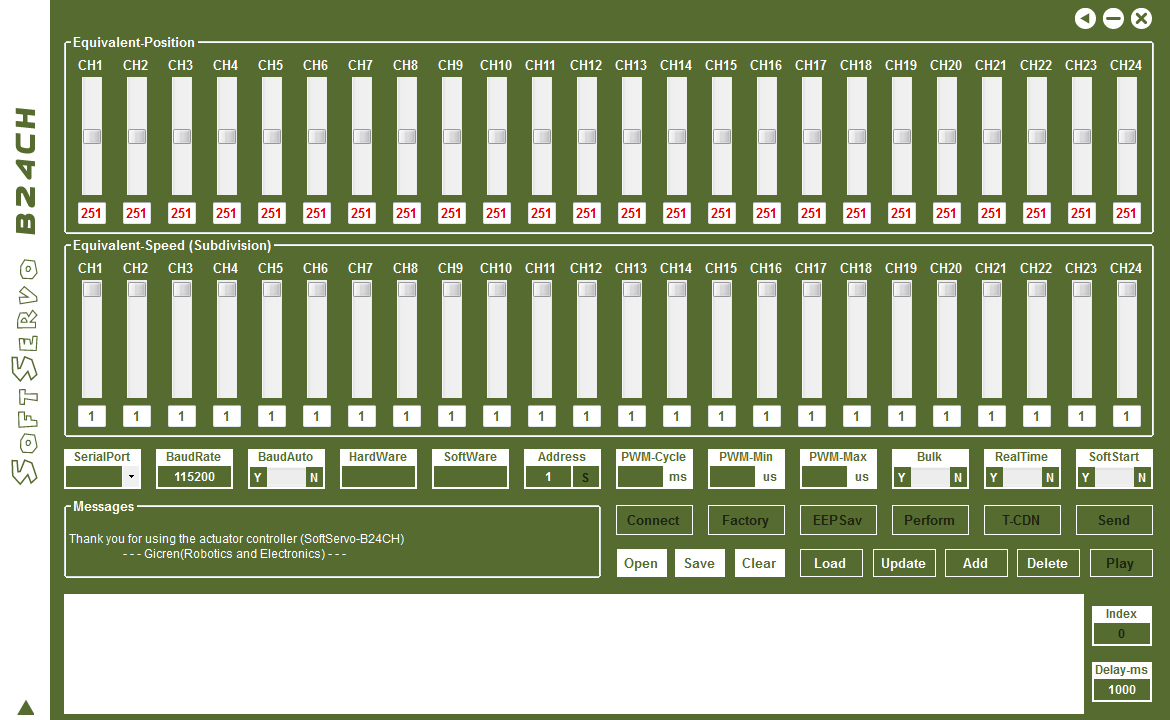 SOFTSERVO B24CH
Equivalent-Position
CH1 CH2 CH3 CH4 CH5 CH6 CH7 CH8 CH9 CH10 CH11 CH12 CH13 CH14 CH15 CH16 CH17 CH18 CH19 CH20 CH21 CH22 CH23 CH24
251 251 251 251 251 251 251 251 251 251 251 251 251 251 251 251 251 251 251 251 251 251 251 251
Equivalent-Speed (Subdivision)
CH1 CH2 CH3 CH4 CH5 CH6 CH7 CH8 CH9 CH10 CH11 CH12 CH13 CH14 CH15 CH16 CH17 CH18 CH19 CH20 CH21 CH22 CH23 CH24
1 1 1 1 1 1 1 1 1 1 1 1 1 1 1 1 1 1 1 1 1 1 1 1
SerialPort BaudRate BaudAuto HardWare SoftWare Address PWM-Cycle PWM-Min PWM-Max Bulk RealTime SoftStart
115200 Y N 1 S ms us us Y N Y N Y N
Messages
Thank you for using the actuator controller (SoftServo-B24CH)
- - - Gicren(Robotics and Electronics) - - -
Connect Factory EEPSav Perform T-CDN Send
Open Save Clear Load Update Add Delete Play
Index
0
Delay-ms
1000